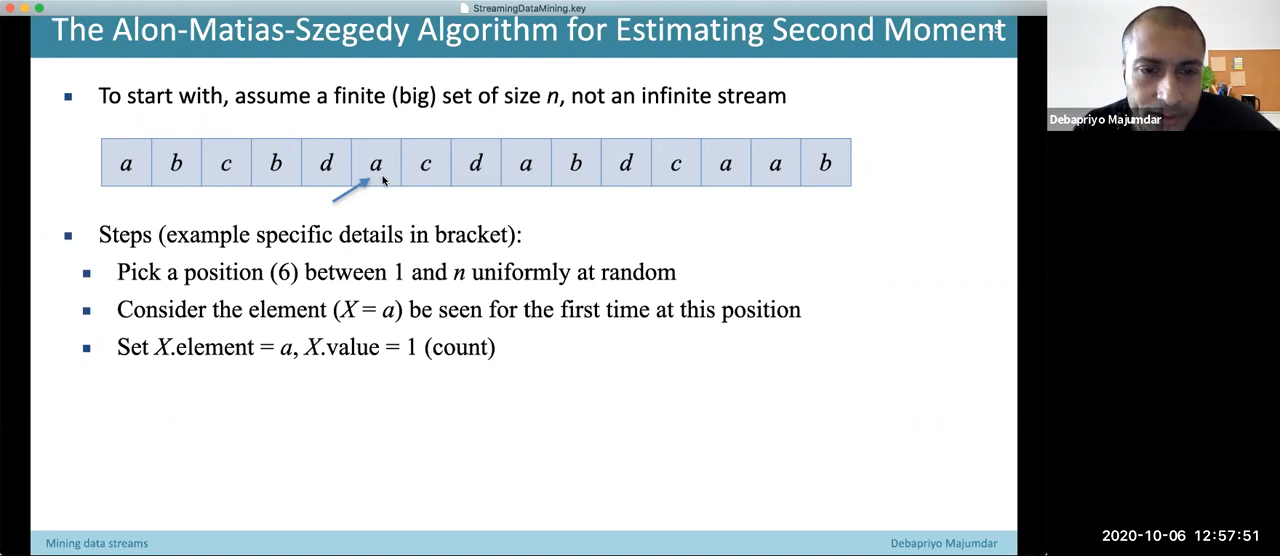 StreamingDataMining.key
The Alon-Matias-Szegedy Algorithm for Estimating Second Moment
Debapriyo Majumdar
▪ To start with, assume a finite (big) set of size n, not an infinite stream
a b c b d a c d a b d c a a b
▪ Steps (example specific details in bracket):
▪ Pick a position (6) between 1 and n uniformly at random
▪ Consider the element (X = a) be seen for the first time at this position
▪ Set X.element = a, X.value = 1 (count)
Mining data streams
Debapriyo Majumdar
2020-10-06 12:57:51